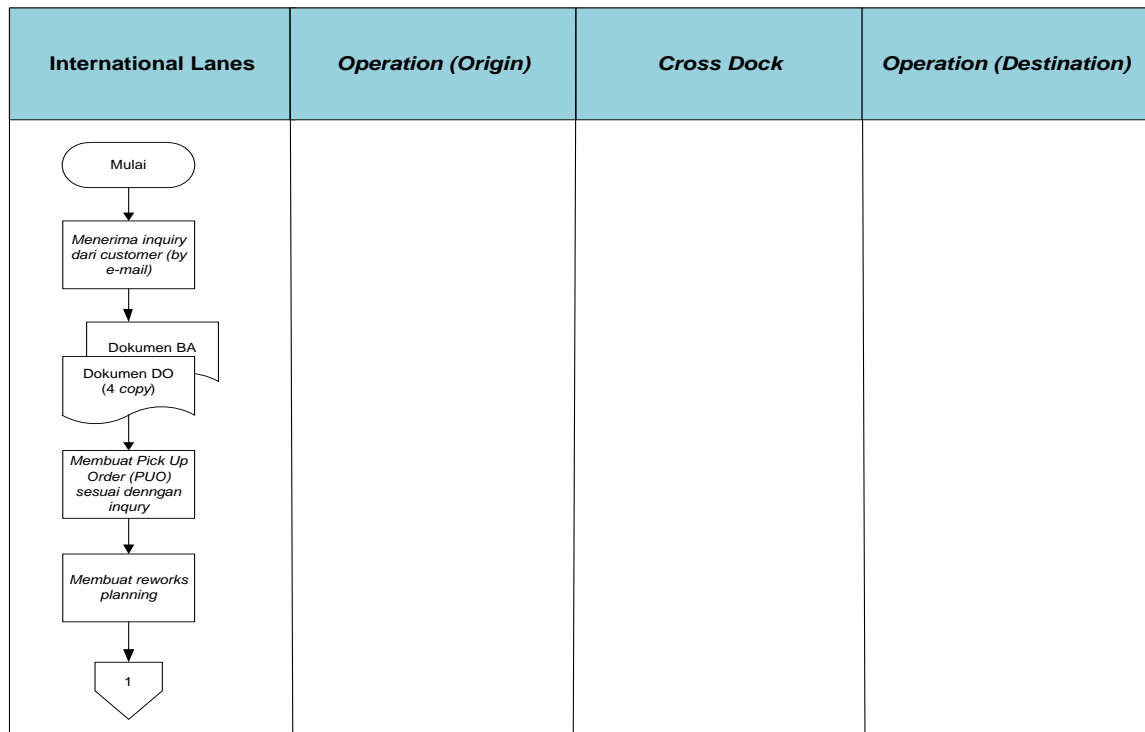 International Lanes
Operation (Origin)
Cross Dock
Operation (Destination)
Mulai
Menerima inquiry
dari customer (by
e-mail)
Dokumen BA
Dokumen DO
(4 copy)
Membuat Pick Up
Order (PUO)
sesuai denngan
inqury
Membuat reworks
planning
1